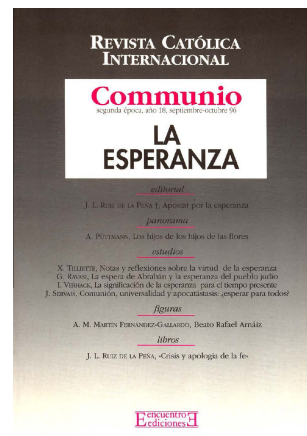 REVISTA CATÓLICA
INTERNACIONAL
Communio
segunda época, año 18, septiembre-octubre 96
LA
ESPERANZA
editorial
J. L. RUIZ DE LA PEÑA †, Apostar por la esperanza
panorama
A. PÜTTMANN, Los hijos de los hijos de las flores
estudios
X. TILLIETTE, Notas y reflexiones sobre la virtud de la esperanza
G. RAVASI, La espera de Abrahán y la esperanza del pueblo judío
J. VERHACK, La significación de la esperanza para el tiempo presente
J. SERVAIS, Comunión, universalidad y apocatástasis: ¿esperar para todos?
figuras
A. M. MARTÍN FERNÁNDEZ-GALLARDO, Beato Rafael Arnáiz
libros
J. L. RUIZ DE LA PEÑA, «Crisis y apología de la fe»
encuentro
ediciones